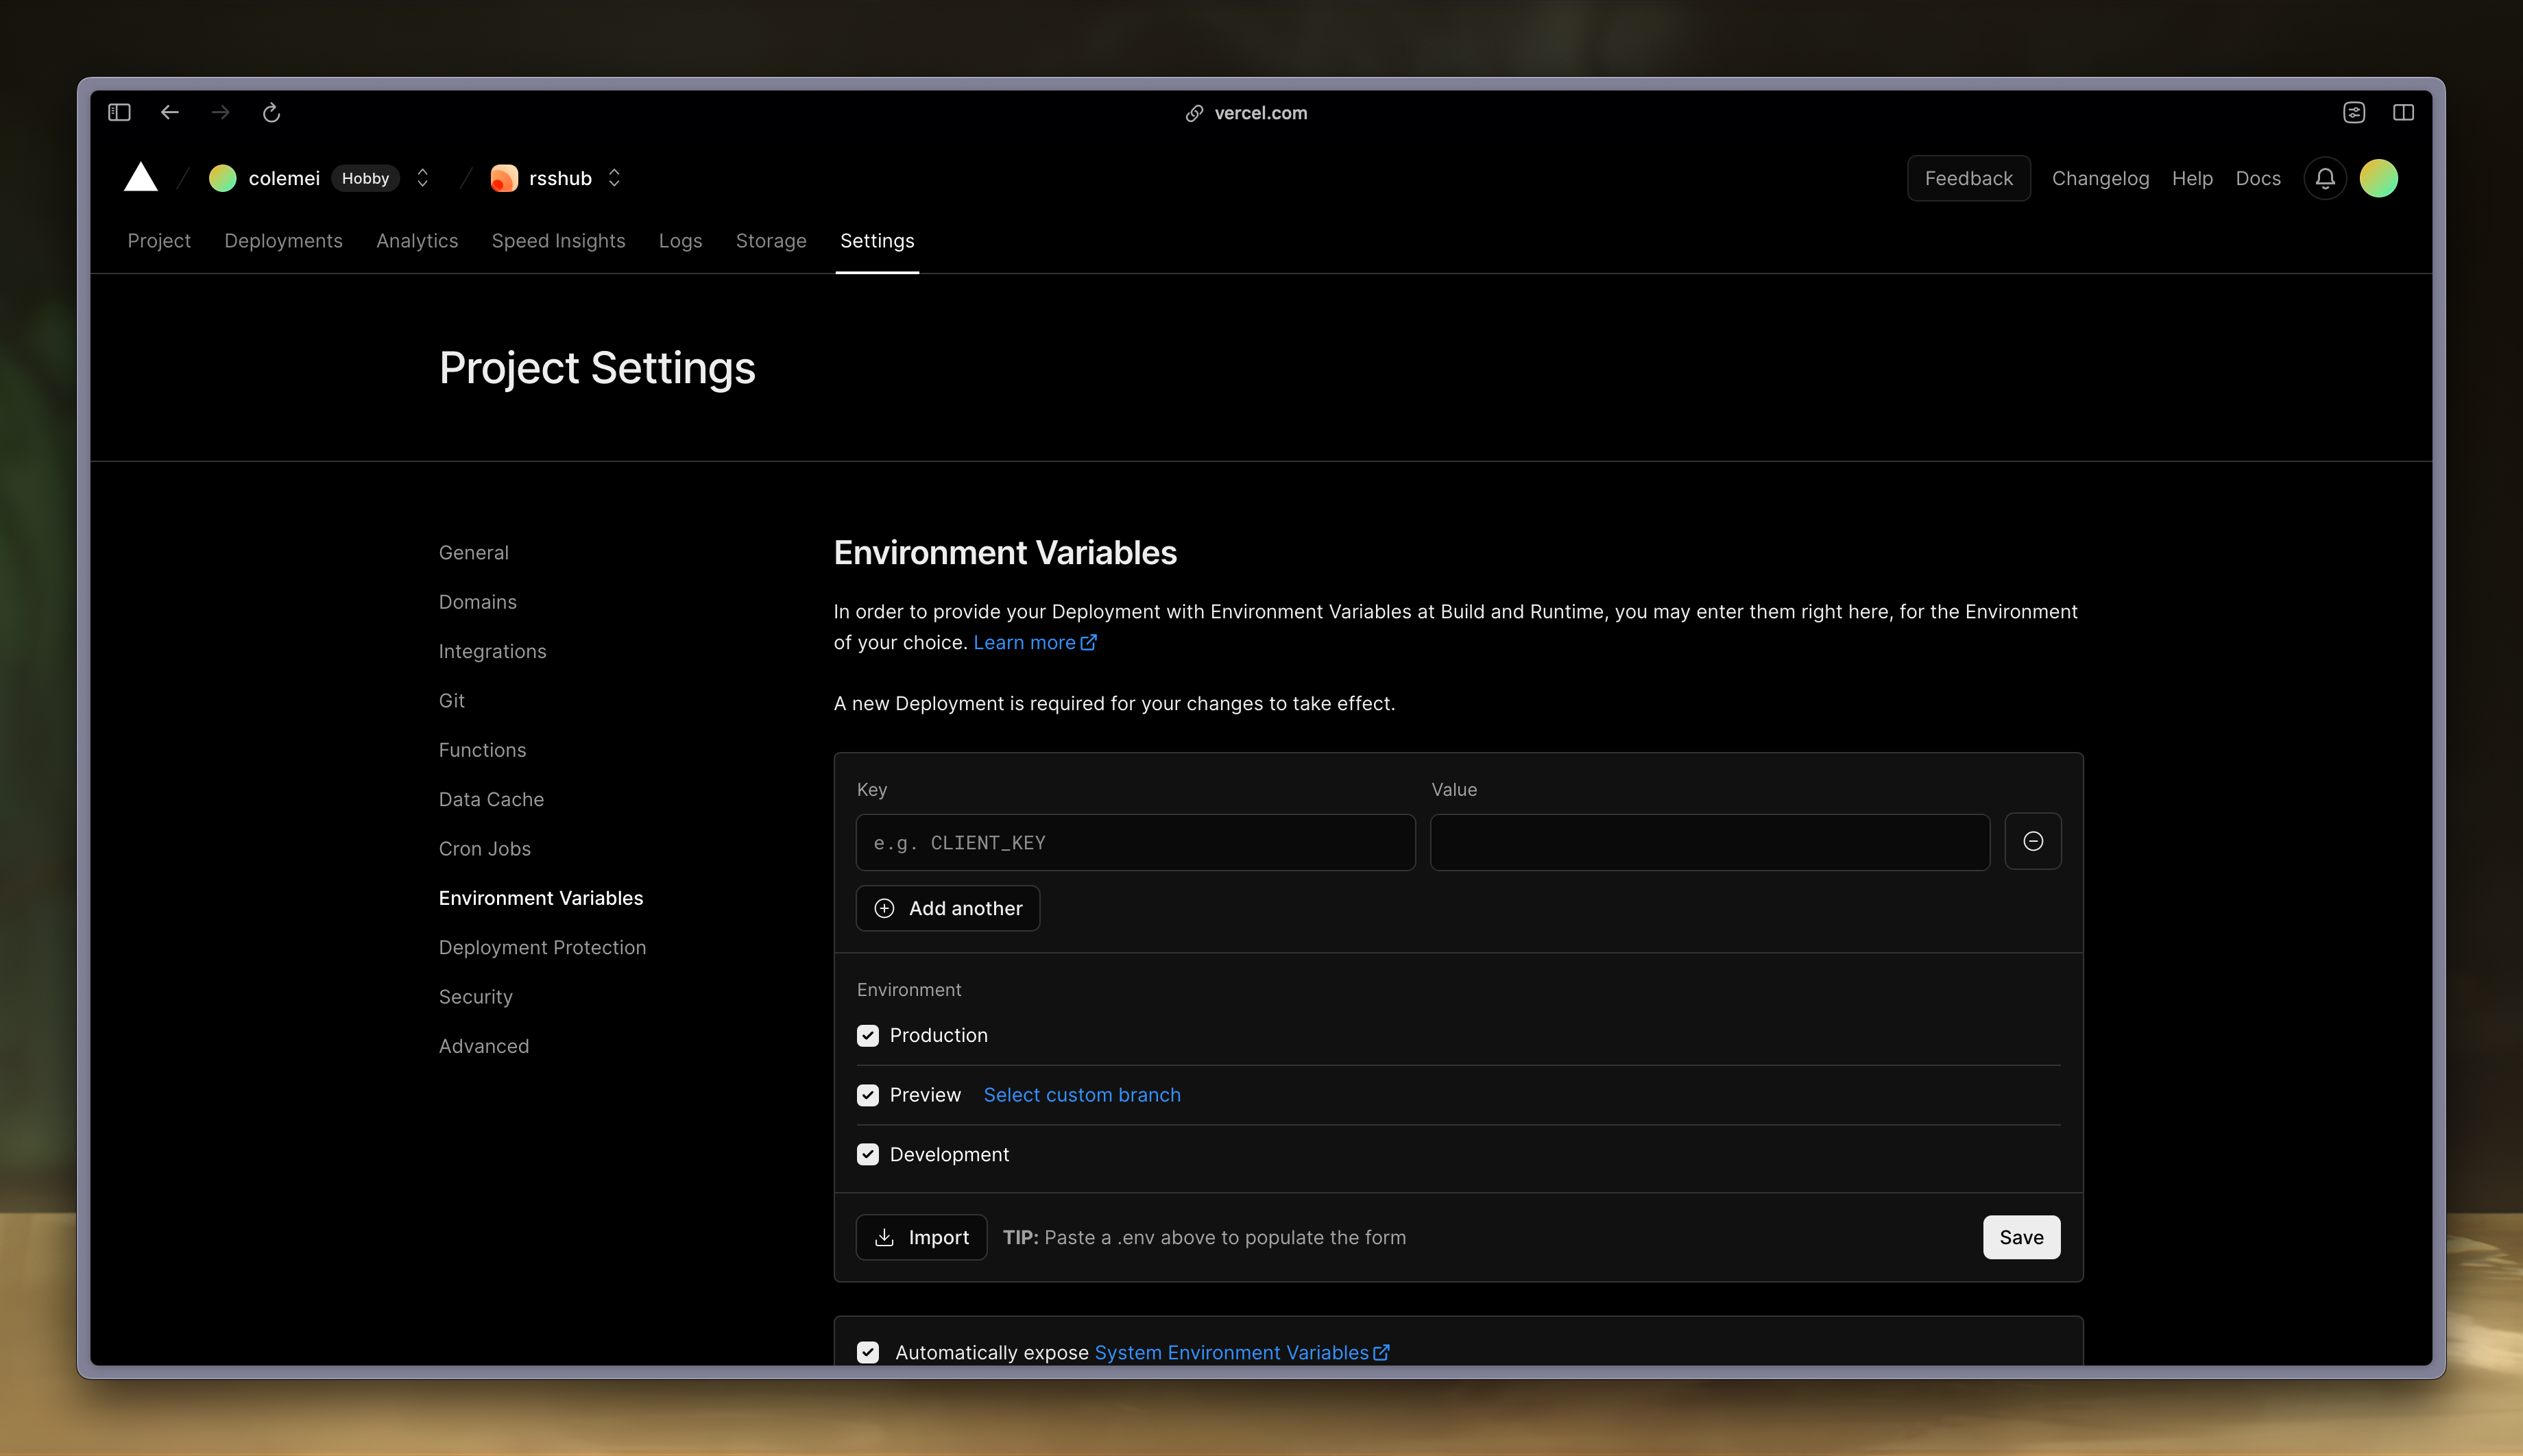 vercel.com
colemei Hobby rsshub
Feedback Changelog Help Docs
Project Deployments Analytics Speed Insights Logs Storage Settings
Project Settings
General
Domains
Integrations
Git
Functions
Data Cache
Cron Jobs
Environment Variables
Deployment Protection
Security
Advanced
Environment Variables
In order to provide your Deployment with Environment Variables at Build and Runtime, you may enter them right here, for the Environment
of your choice. Learn more
A new Deployment is required for your changes to take effect.
Key Value
e.g. CLIENT_KEY
Add another
Environment
Production
Preview Select custom branch
Development
Import TIP: Paste a .env above to populate the form Save
Automatically expose System Environment Variables